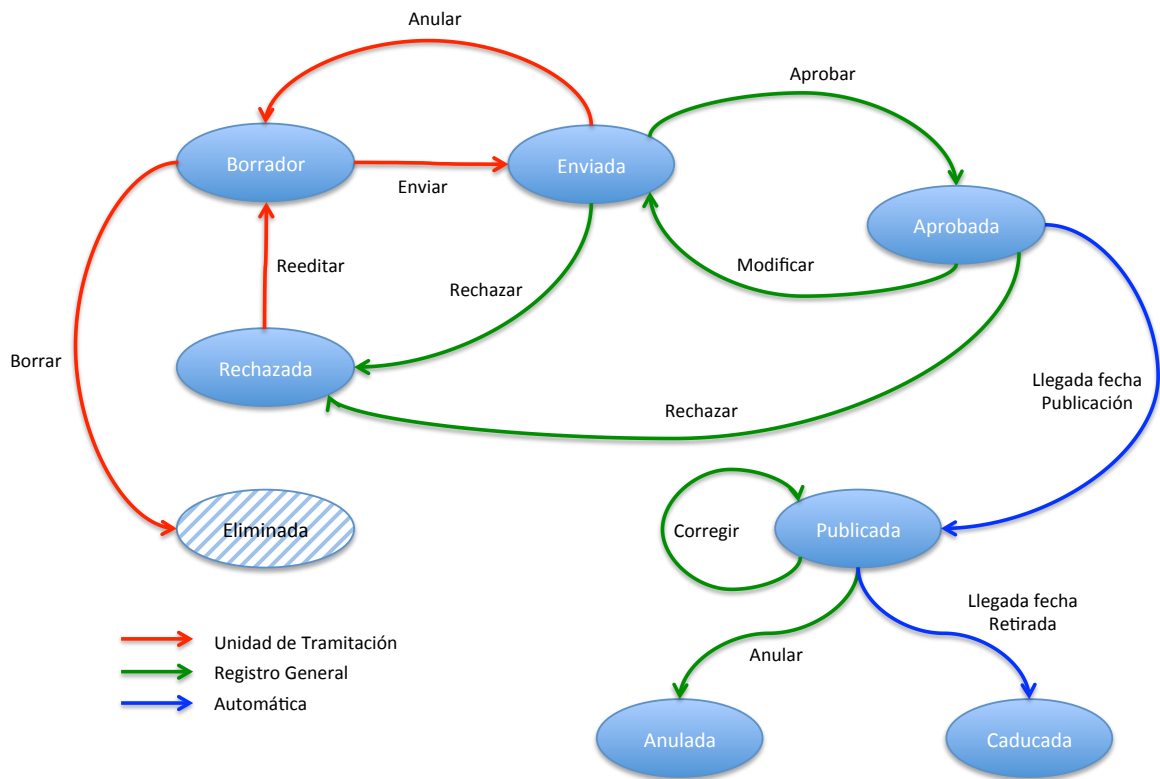 Anular
Aprobar
Borrador
Enviada
Enviar
Aprobada
Reeditar
Modificar
Rechazar
Borrar
Rechazada
Llegada fecha
Publicación
Rechazar
Eliminada
Corregir
Publicada
Llegada fecha
Retirada
Unidad de Tramitación
Anular
Registro General
Automática
Anulada
Caducada